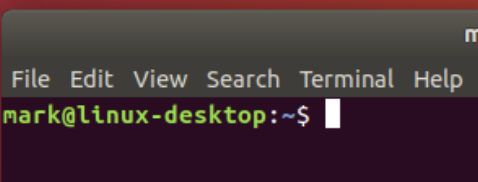 m
File Edit View Search Terminal Help
mark@linux-desktop:~$